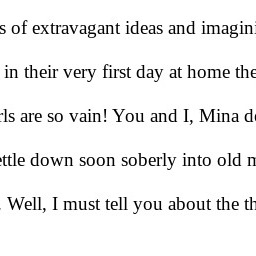 s of extravagant ideas and imagini
in their very first day at home the
rls are so vain! You and I, Mina d
ettle down soon soberly into old m
. Well, I must tell you about the th